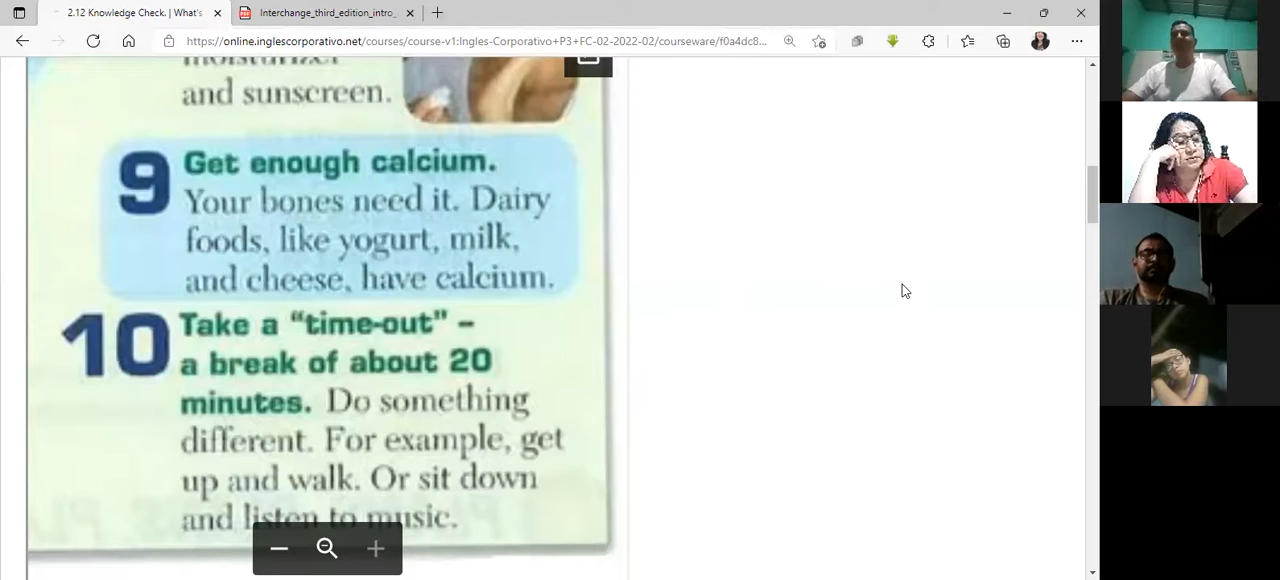 2.12 Knowledge Check. | What's
Interchange_third_edition_intro_
https://online.inglescorporativo.net/courses/course-v1:Ingles-Corporativo+P3+FC-02-2022-02/courseware/f0a4dc8...
moisturizer
and sunscreen.
9 Get enough calcium.
Your bones need it. Dairy
foods, like yogurt, milk,
and cheese, have calcium.
10 Take a "time-out" –
a break of about 20
minutes. Do something
different. For example, get
up and walk. Or sit down
and listen to music.